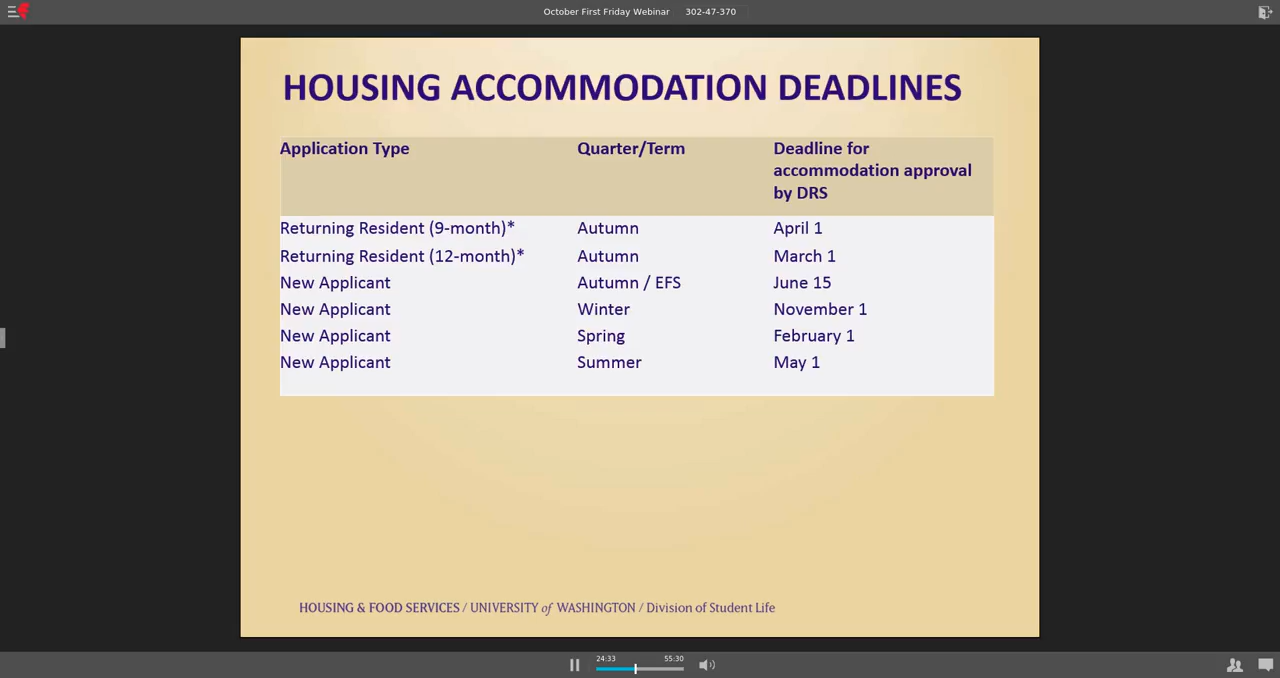 October First Friday Webinar 302-47-370
HOUSING ACCOMMODATION DEADLINES
Application Type Quarter/Term Deadline for
accommodation approval
by DRS
Returning Resident (9-month)* Autumn April 1
Returning Resident (12-month)* Autumn March 1
New Applicant Autumn / EFS June 15
New Applicant Winter November 1
New Applicant Spring February 1
New Applicant Summer May 1
HOUSING & FOOD SERVICES / UNIVERSITY of WASHINGTON / Division of Student Life
24:33 55:30